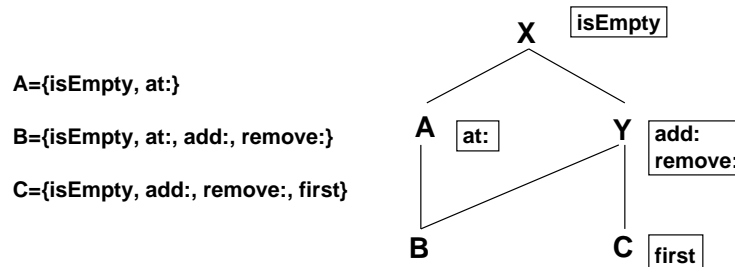 A={isEmpty, at:}
B={isEmpty, at:, add:, remove:}
C={isEmpty, add:, remove:, first}
X
isEmpty
A
at:
Y
add:
remove:
B
C
first